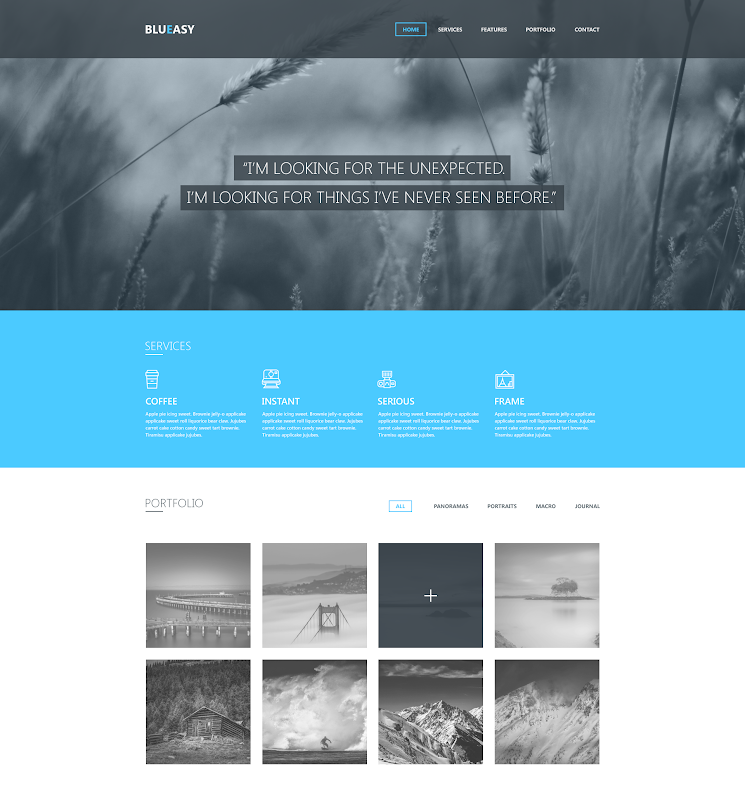 BLUEASY
HOME SERVICES FEATURES PORTFOLIO CONTACT
“I’M LOOKING FOR THE UNEXPECTED.
I’M LOOKING FOR THINGS I’VE NEVER SEEN BEFORE.”
SERVICES
COFFEE
Apple pie icing sweet. Brownie jelly-o applicake
applicake sweet roll liquorice bear claw. Jujubes
carrot cake cotton candy sweet tart brownie.
Tiramisu applicake jujubes.
INSTANT
Apple pie icing sweet. Brownie jelly-o applicake
applicake sweet roll liquorice bear claw. Jujubes
carrot cake cotton candy sweet tart brownie.
Tiramisu applicake jujubes.
SERIOUS
Apple pie icing sweet. Brownie jelly-o applicake
applicake sweet roll liquorice bear claw. Jujubes
carrot cake cotton candy sweet tart brownie.
Tiramisu applicake jujubes.
FRAME
Apple pie icing sweet. Brownie jelly-o applicake
applicake sweet roll liquorice bear claw. Jujubes
carrot cake cotton candy sweet tart brownie.
Tiramisu applicake jujubes.
PORTFOLIO
ALL PANORAMAS PORTRAITS MACRO JOURNAL